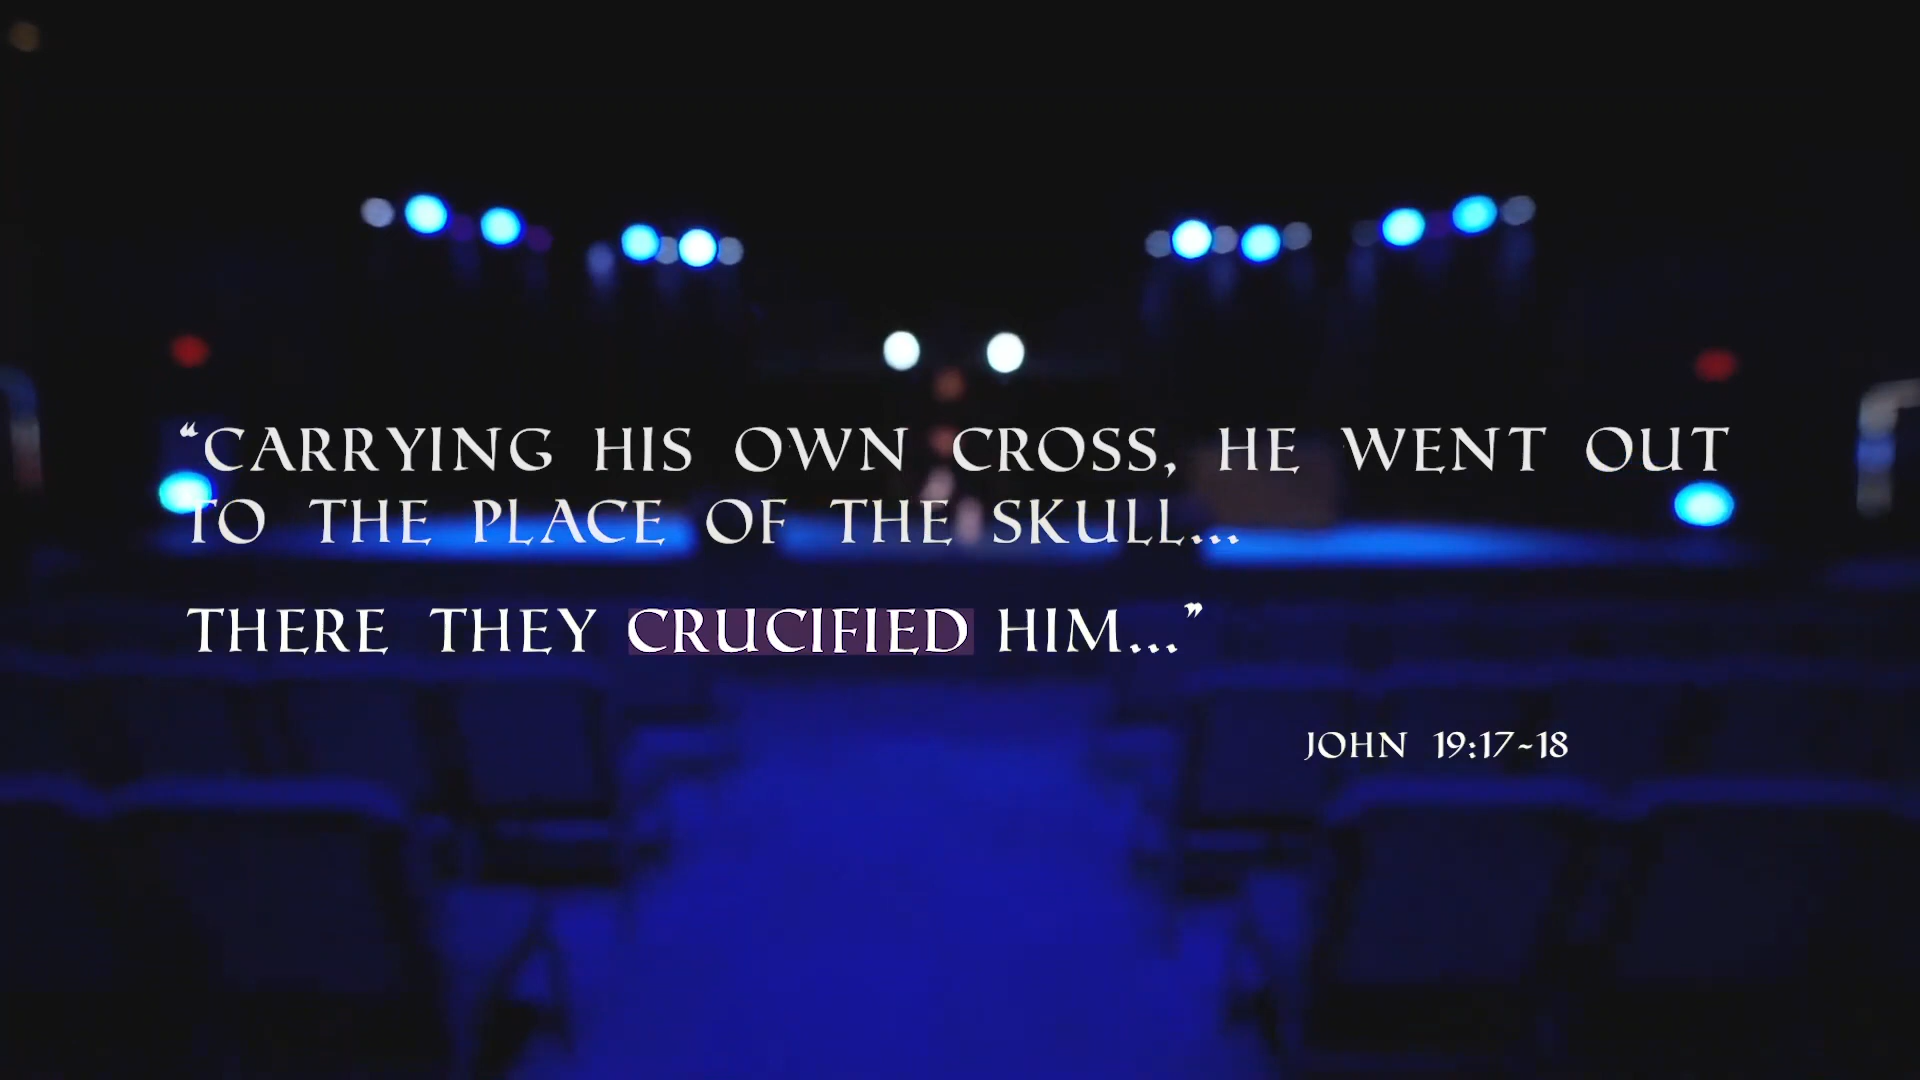 “CARRYING HIS OWN CROSS, HE WENT OUT
TO THE PLACE OF THE SKULL...
THERE THEY CRUCIFIED HIM...”
JOHN 19:17-18